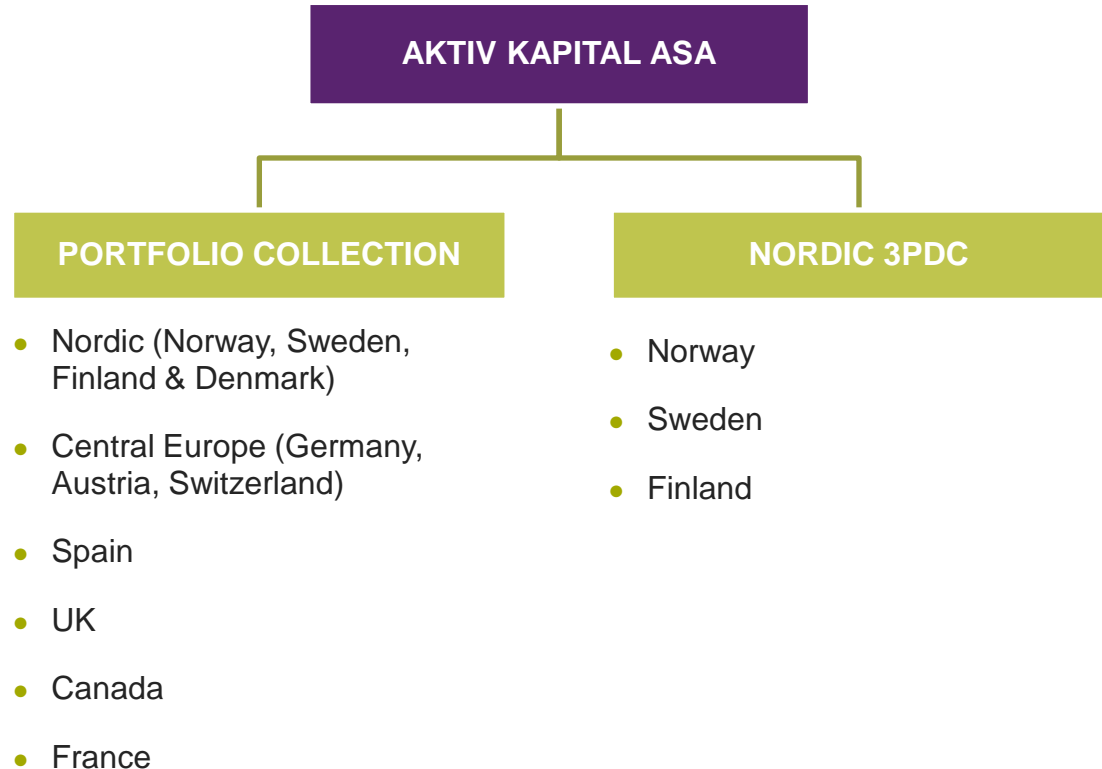 AKTIV KAPITAL ASA
PORTFOLIO COLLECTION
• Nordic (Norway, Sweden,
Finland & Denmark)
• Central Europe (Germany,
Austria, Switzerland)
• Spain
• UK
• Canada
• France
NORDIC 3PDC
• Norway
• Sweden
• Finland